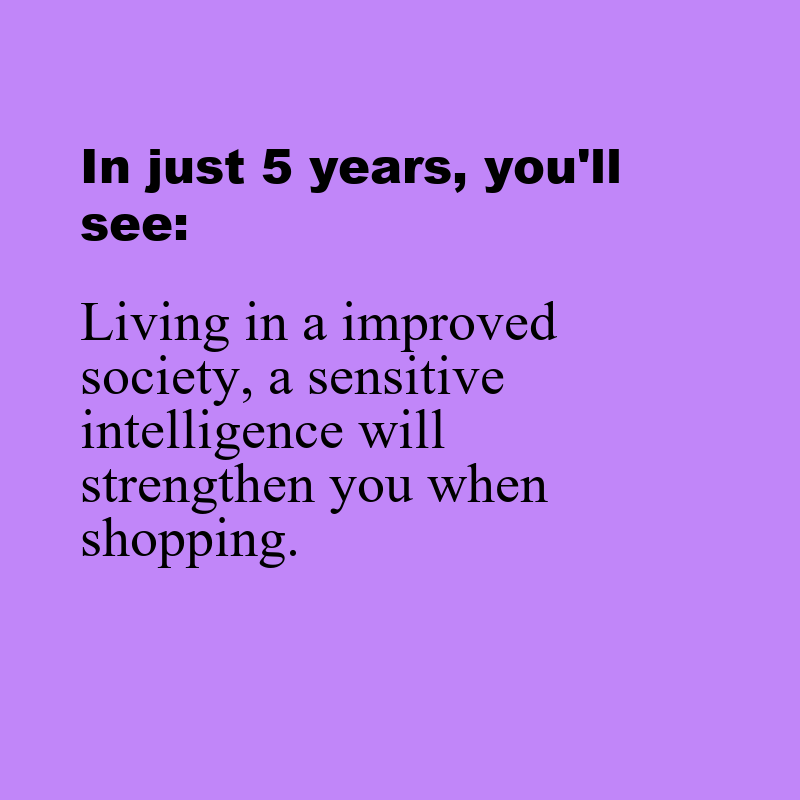 In just 5 years, you'll
see:
Living in a improved
society, a sensitive
intelligence will
strengthen you when
shopping.